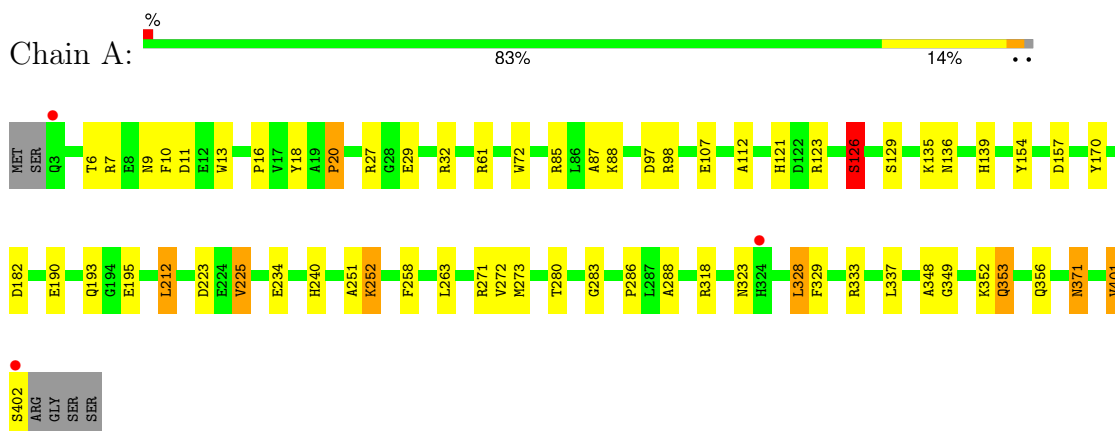 %
Chain A:
83% 14% • •
MET SER Q3 T6 R7 E8 N9 F10 D11 E12 W13 P16 V17 Y18 A19 P20 R27 G28 E29 R32 R61 W72 R85 L86 A87 K88 D97 R98 E107 A112 H121 D122 R123 S126 S129 K135 N136 H139 Y154 D157 Y170
D182 E190 Q193 G194 E195 L212 D223 E224 V225 E234 H240 A251 K252 F258 L263 R271 V272 M273 T280 G283 P286 L287 A288 R318 N323 H324 L328 F329 R333 L337 A348 G349 K352 Q353 Q356 N371 V401
S402 ARG GLY SER SER